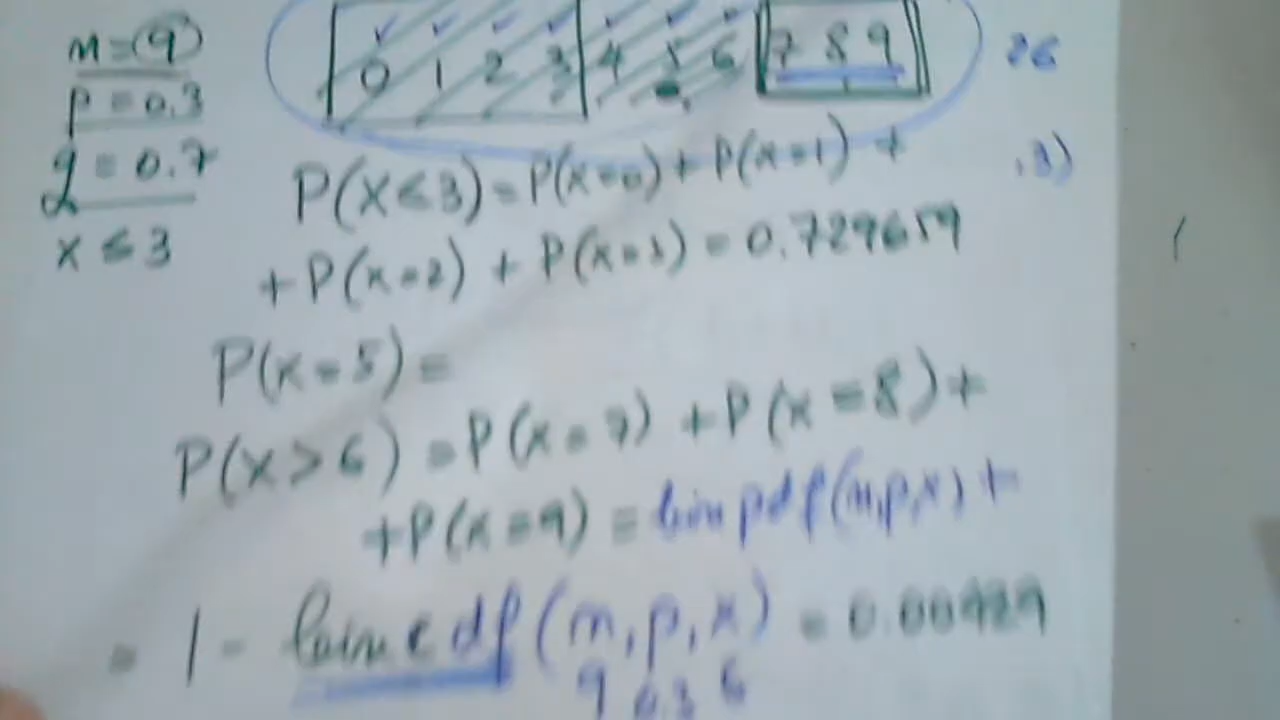 n=(9)
0 1 2 3 4 5 6 7 8 9
p=0.3
q=0.7
x≤3
P(X≤3)=P(x=0)+P(x=1)+
+P(x=2)+P(x=3)=0.729659
P(x=5)=
P(x>6)=P(x=7)+P(x=8)+
+P(x=9)=binpdf(n,p,x)+
=1-bincdf(n,p,x)=0.00429
9 0.3 6